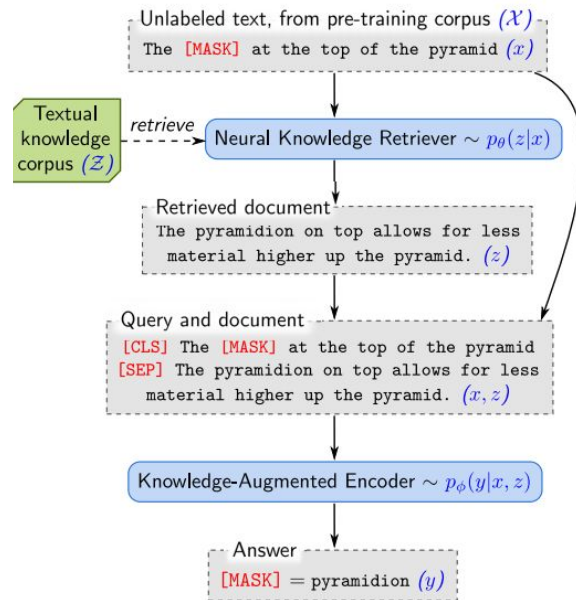 Unlabeled text, from pre-training corpus (𝒳)
The [MASK] at the top of the pyramid (x)
Textual
knowledge
corpus (𝒵)
retrieve
Neural Knowledge Retriever ∼ pθ(z|x)
Retrieved document
The pyramidion on top allows for less
material higher up the pyramid. (z)
Query and document
[CLS] The [MASK] at the top of the pyramid
[SEP] The pyramidion on top allows for less
material higher up the pyramid. (x, z)
Knowledge-Augmented Encoder ∼ pϕ(y|x, z)
Answer
[MASK] = pyramidion (y)